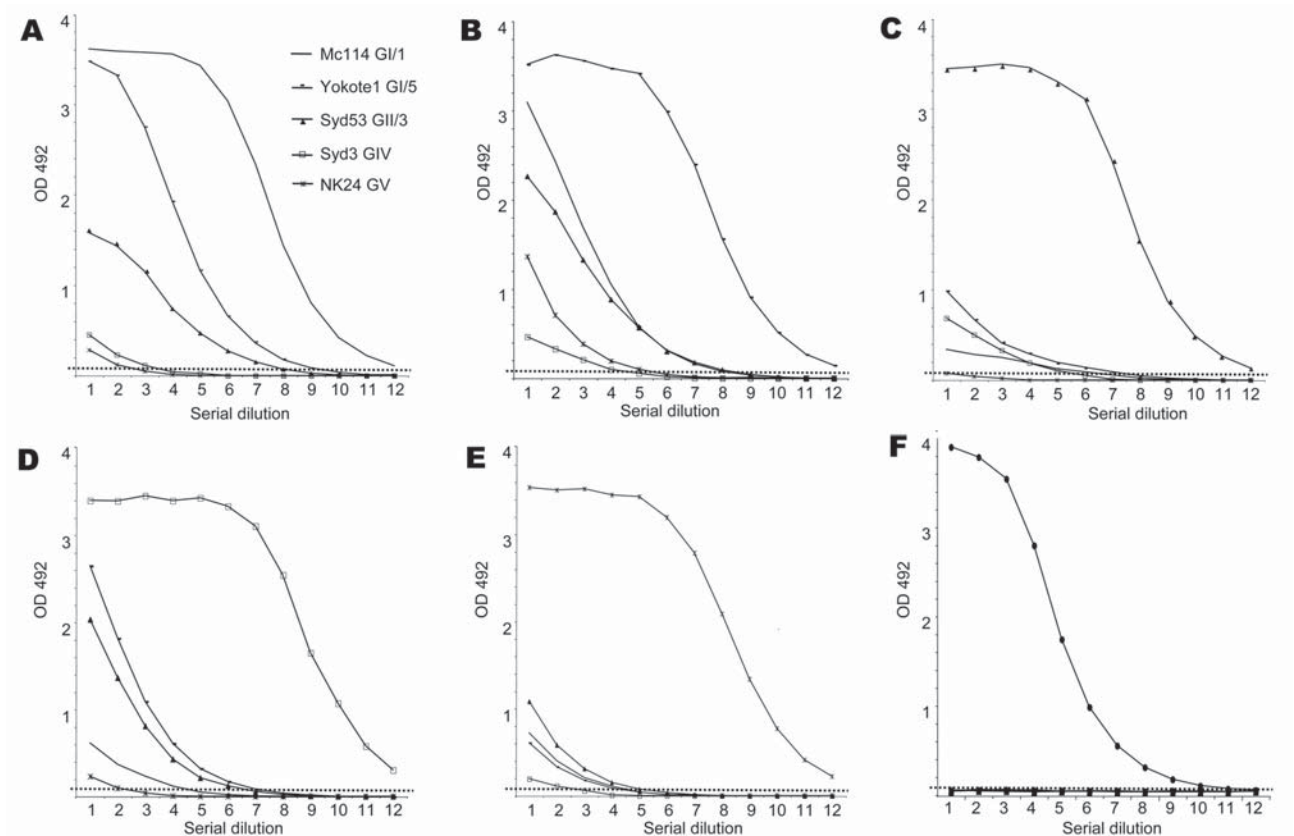 A
4
3
2
1
OD 492
Mc114 GI/1
Yokote1 GI/5
Syd53 GII/3
Syd3 GIV
NK24 GV
1 2 3 4 5 6 7 8 9 10 11 12
Serial dilution
B
4
3
2
1
OD 492
1 2 3 4 5 6 7 8 9 10 11 12
Serial dilution
C
4
3
2
1
OD 492
1 2 3 4 5 6 7 8 9 10 11 12
Serial dilution
D
4
3
2
1
OD 492
1 2 3 4 5 6 7 8 9 10 11 12
Serial dilution
E
4
3
2
1
OD 492
1 2 3 4 5 6 7 8 9 10 11 12
Serial dilution
F
4
3
2
1
OD 492
1 2 3 4 5 6 7 8 9 10 11 12
Serial dilution